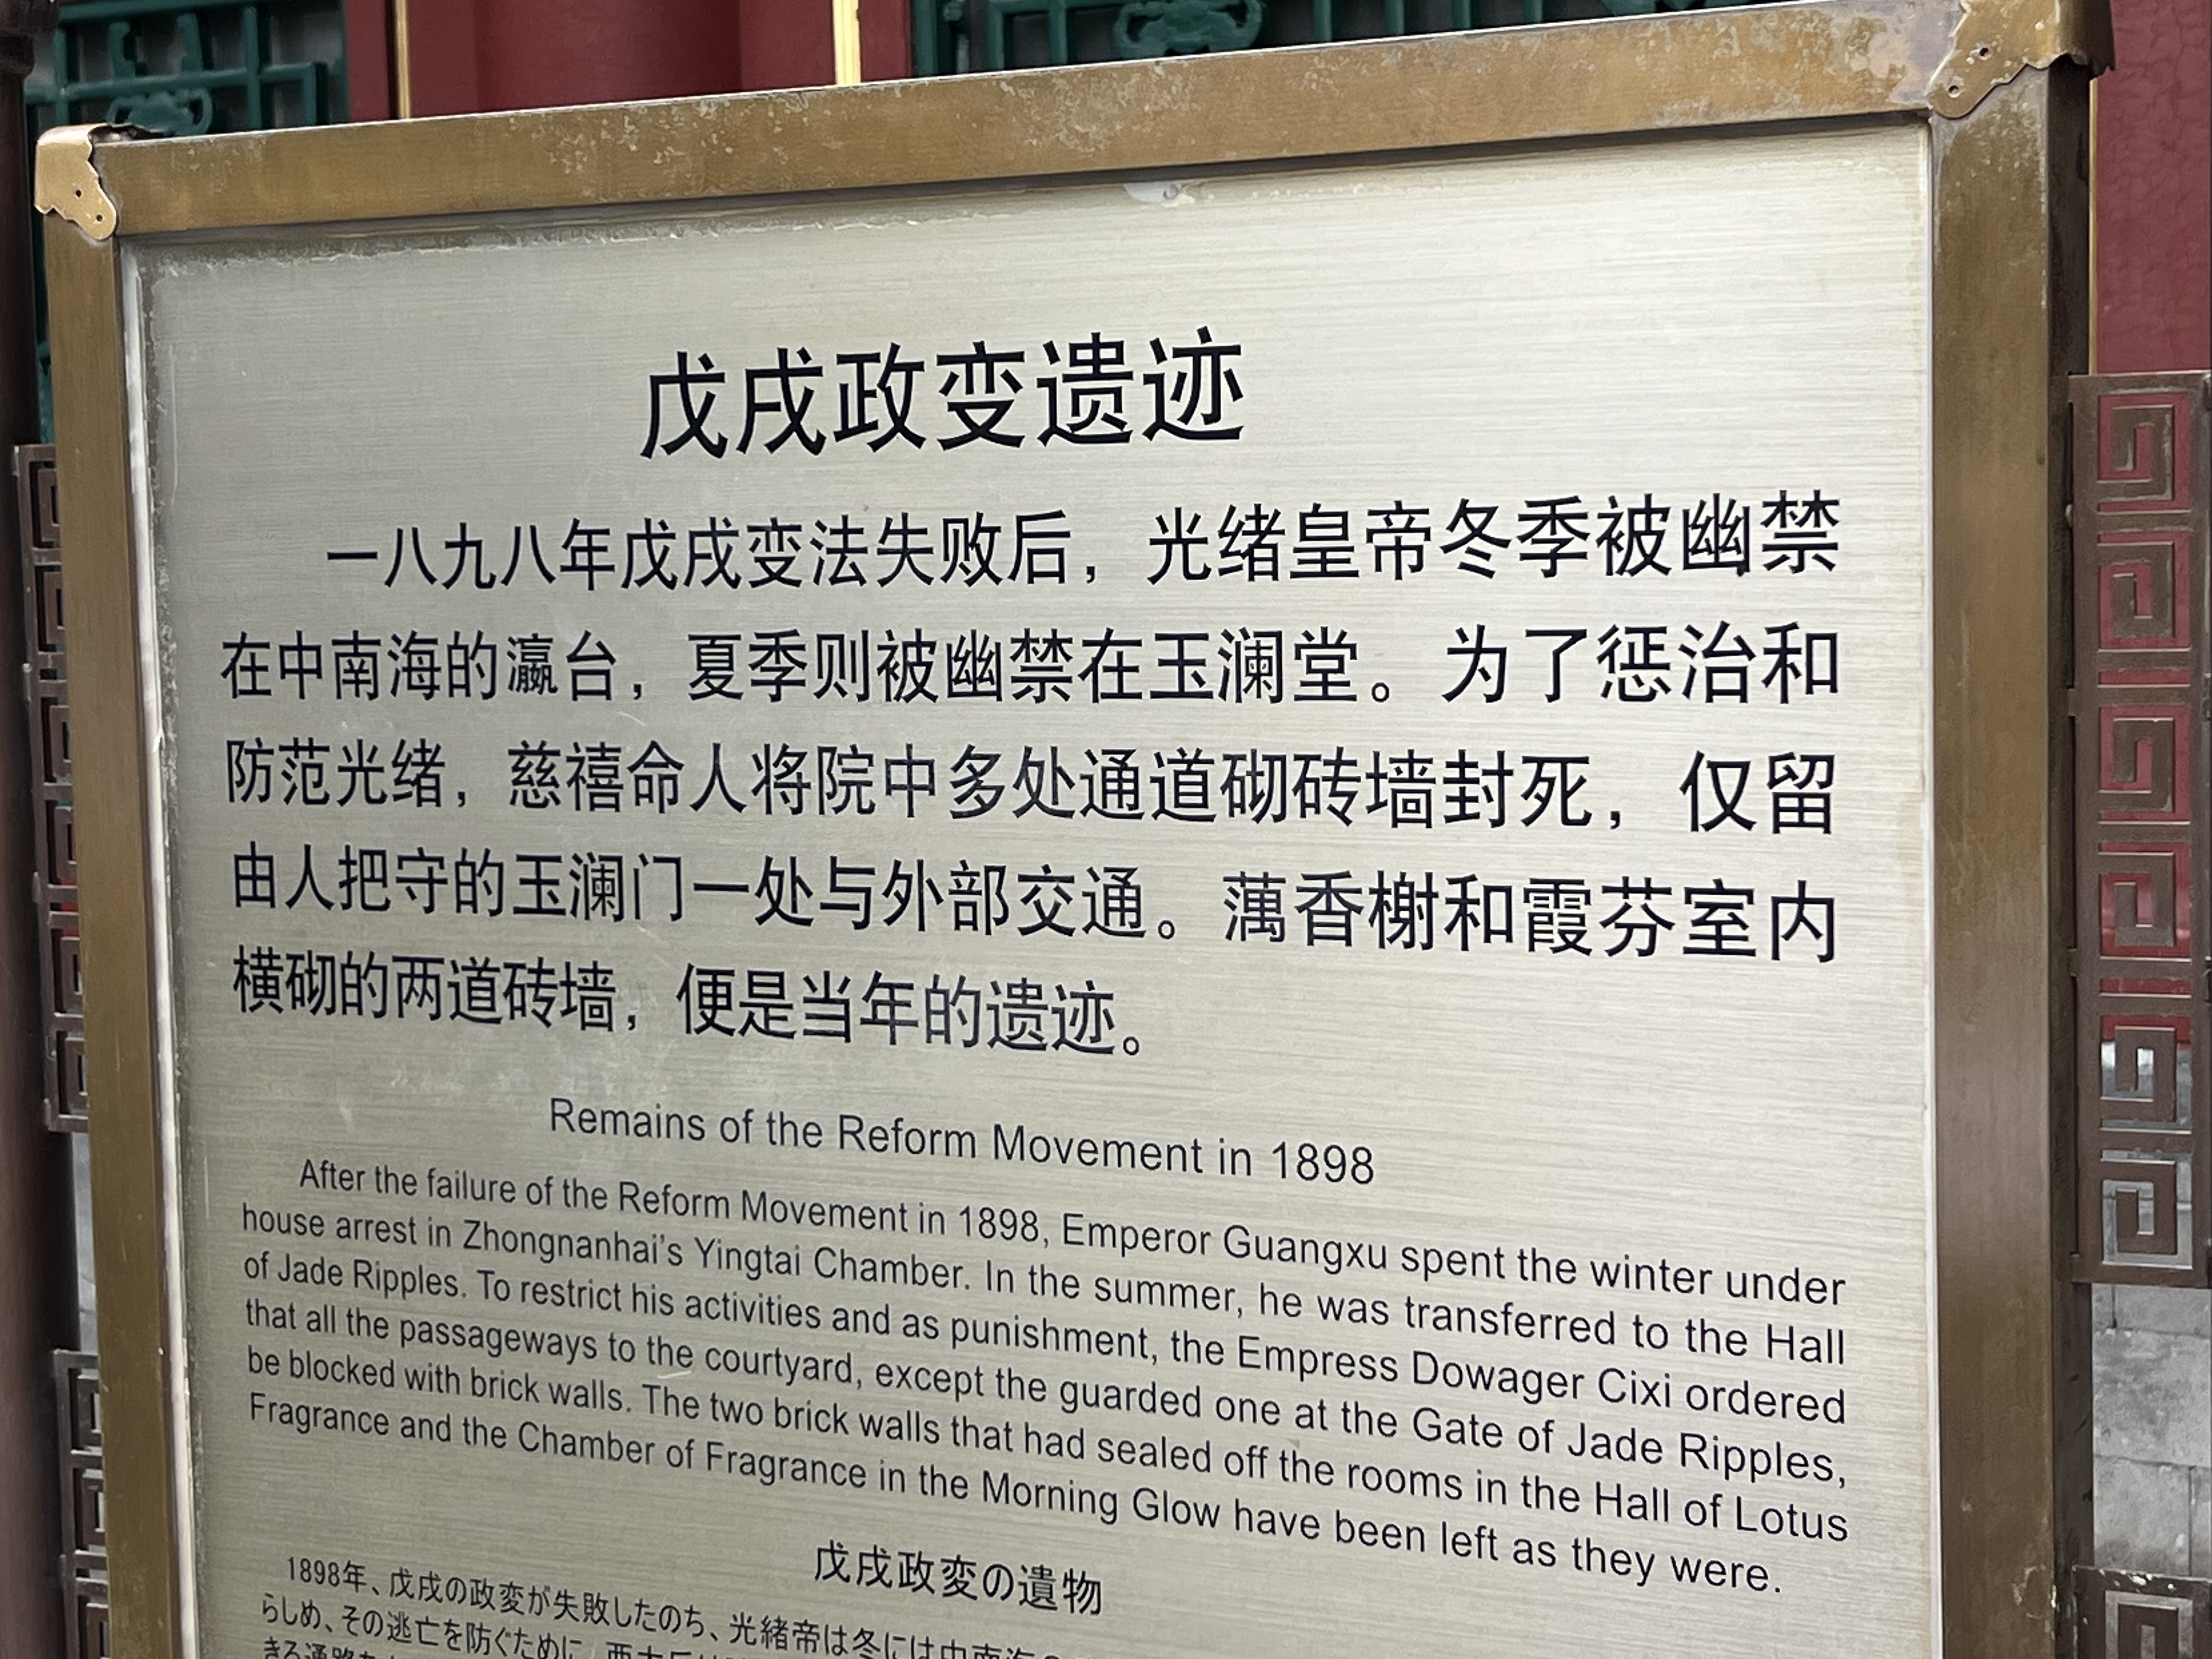 戊戌政变遗迹
一八九八年戊戌变法失败后，光绪皇帝冬季被幽禁
在中南海的瀛台，夏季则被幽禁在玉澜堂。为了惩治和
防范光绪，慈禧命人将院中多处通道砌砖墙封死，仅留
由人把守的玉澜门一处与外部交通。藕香榭和霞芬室内
横砌的两道砖墙，便是当年的遗迹。
Remains of the Reform Movement in 1898
After the failure of the Reform Movement in 1898, Emperor Guangxu spent the winter under
house arrest in Zhongnanhai's Yingtai Chamber. In the summer, he was transferred to the Hall
of Jade Ripples. To restrict his activities and as punishment, the Empress Dowager Cixi ordered
that all the passageways to the courtyard, except the guarded one at the Gate of Jade Ripples,
be blocked with brick walls. The two brick walls that had sealed off the rooms in the Hall of Lotus
Fragrance and the Chamber of Fragrance in the Morning Glow have been left as they were.
戊戌政変の遺物
1898年、戊戌の政変が失敗したのち、光緒帝は冬には中南海
らしめ、その逃亡を防ぐために、西太后
きる通路